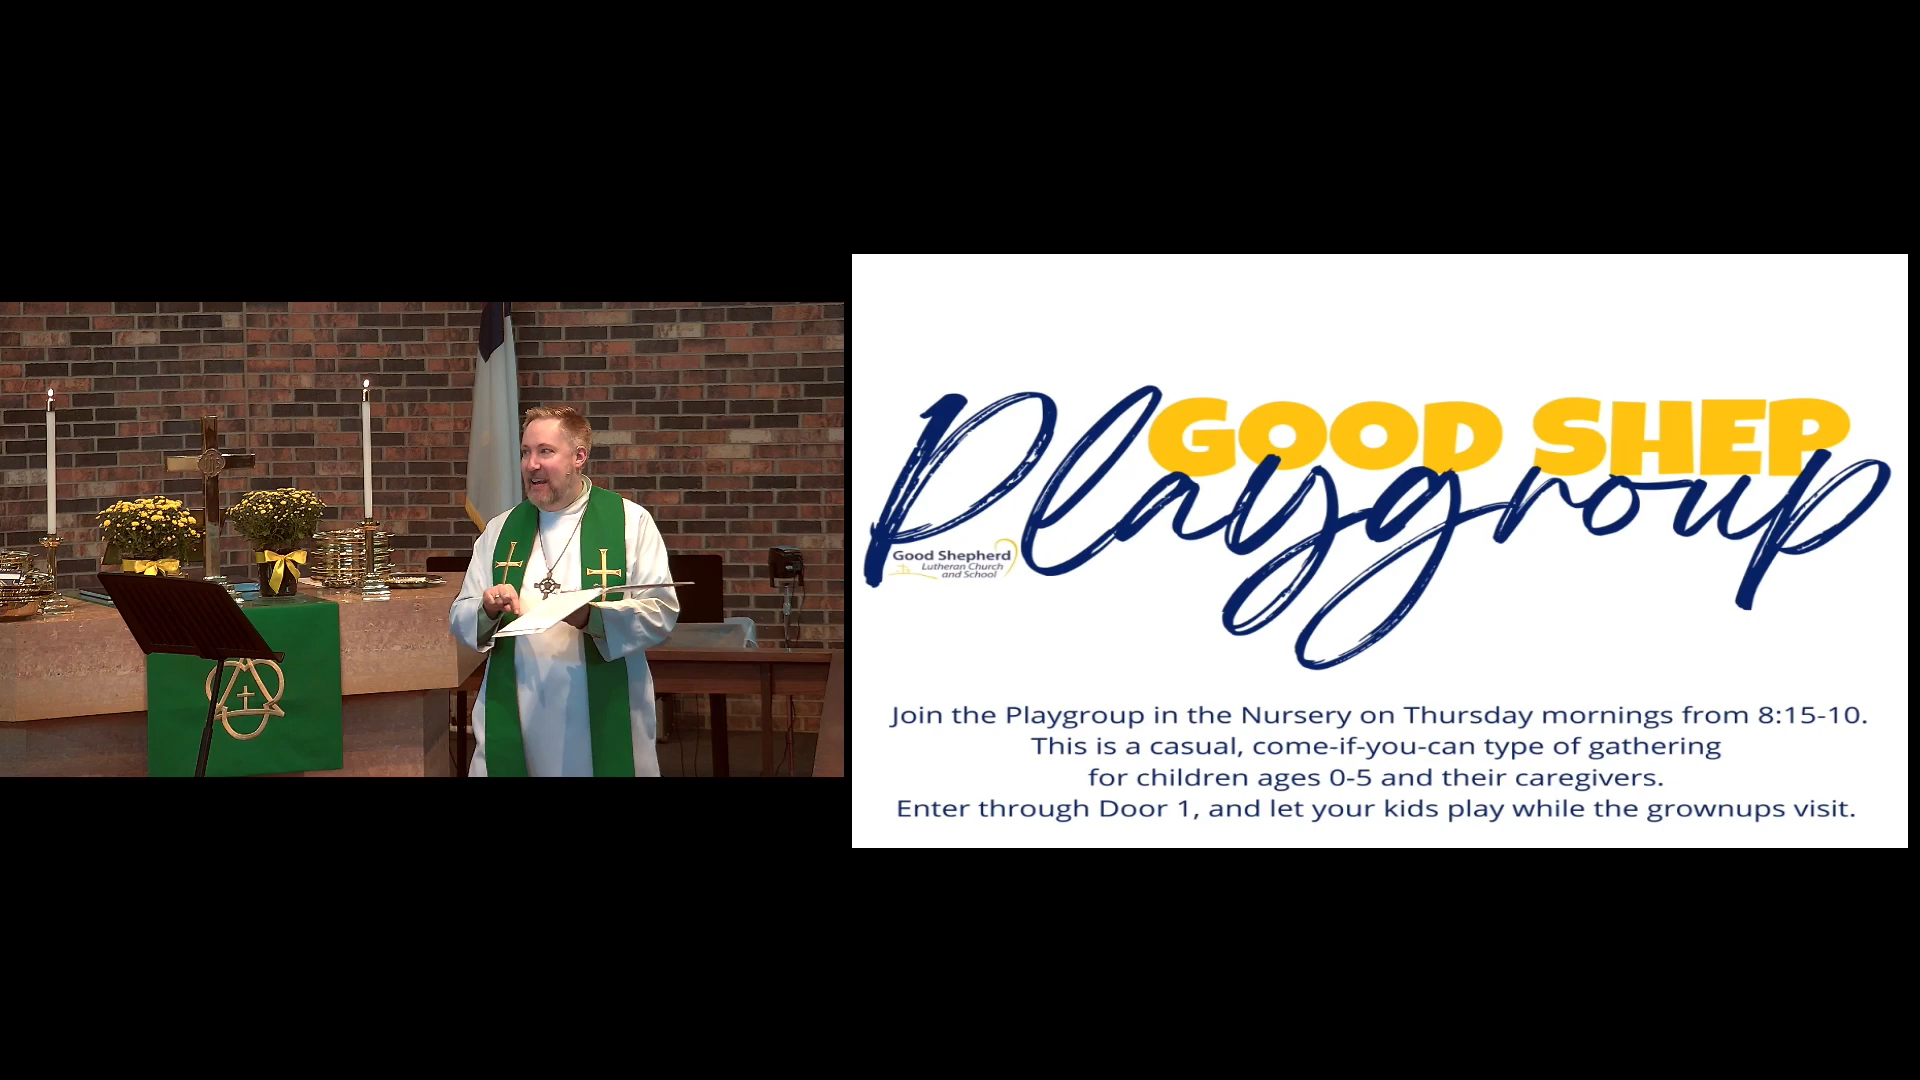 GOOD SHEP
Playgroup
Good Shepherd
Lutheran Church
and School
Join the Playgroup in the Nursery on Thursday mornings from 8:15-10.
This is a casual, come-if-you-can type of gathering
for children ages 0-5 and their caregivers.
Enter through Door 1, and let your kids play while the grownups visit.